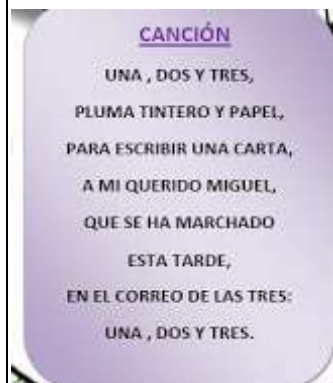 CANCIÓN
UNA , DOS Y TRES,
PLUMA TINTERO Y PAPEL,
PARA ESCRIBIR UNA CARTA,
A MI QUERIDO MIGUEL,
QUE SE HA MARCHADO
ESTA TARDE,
EN EL CORREO DE LAS TRES:
UNA , DOS Y TRES.